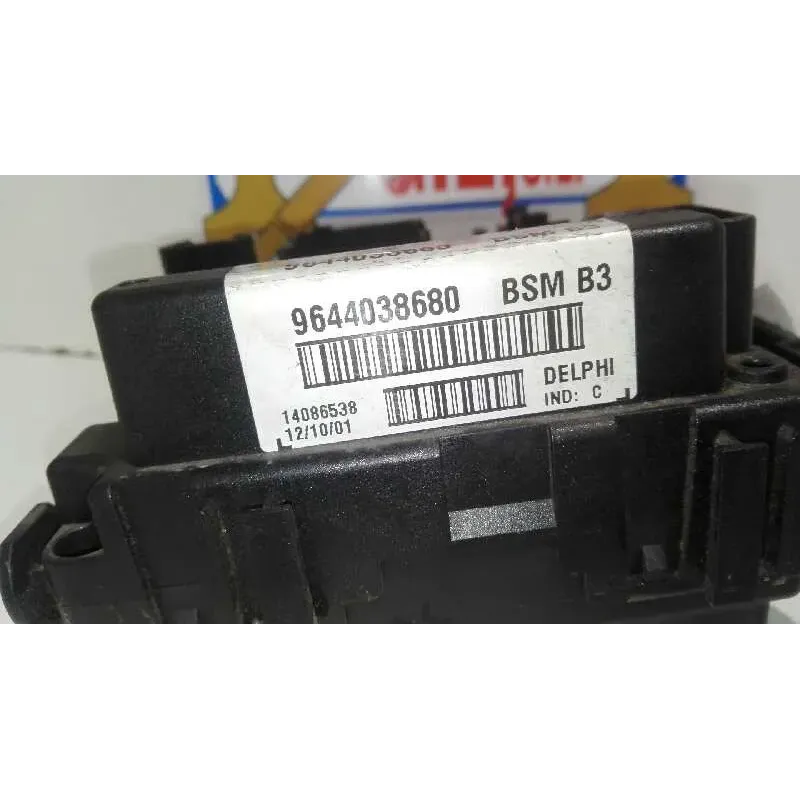 9644038680 BSM B3
DELPHI
14086538 IND: C
12/10/01